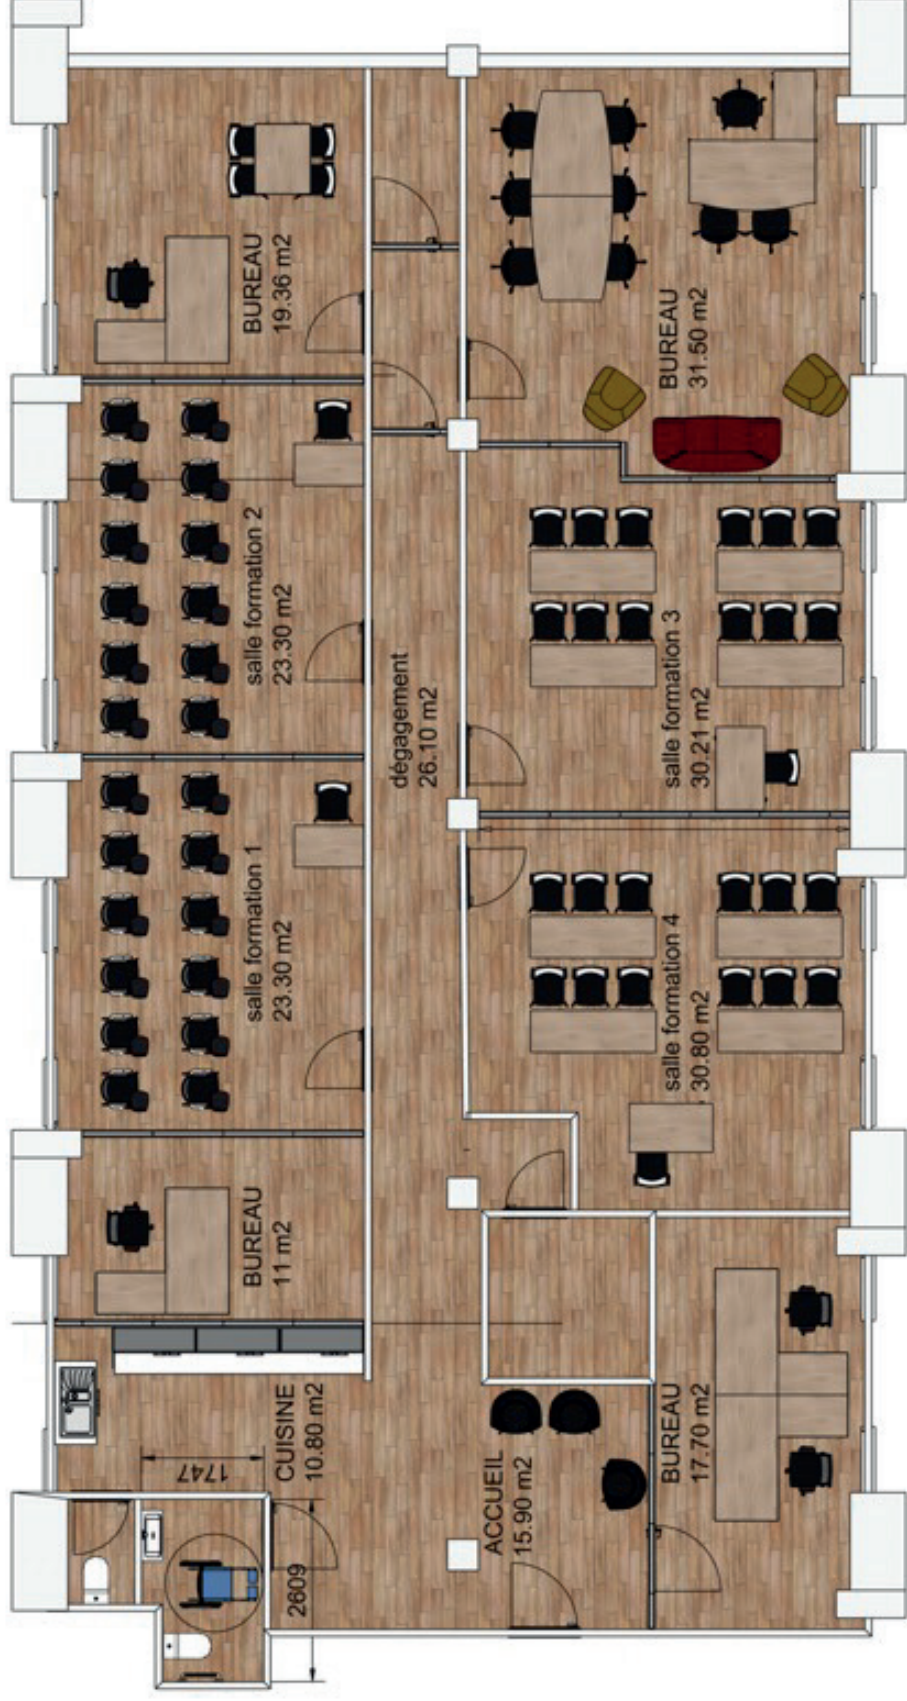 BUREAU
19.36 m2
salle formation 2
23.30 m2
salle formation 1
23.30 m2
BUREAU
11 m2
CUISINE
10.80 m2
1747
2609
dégagement
26.10 m2
BUREAU
31.50 m2
salle formation 3
30.21 m2
salle formation 4
30.80 m2
ACCUEIL
15.90 m2
BUREAU
17.70 m2